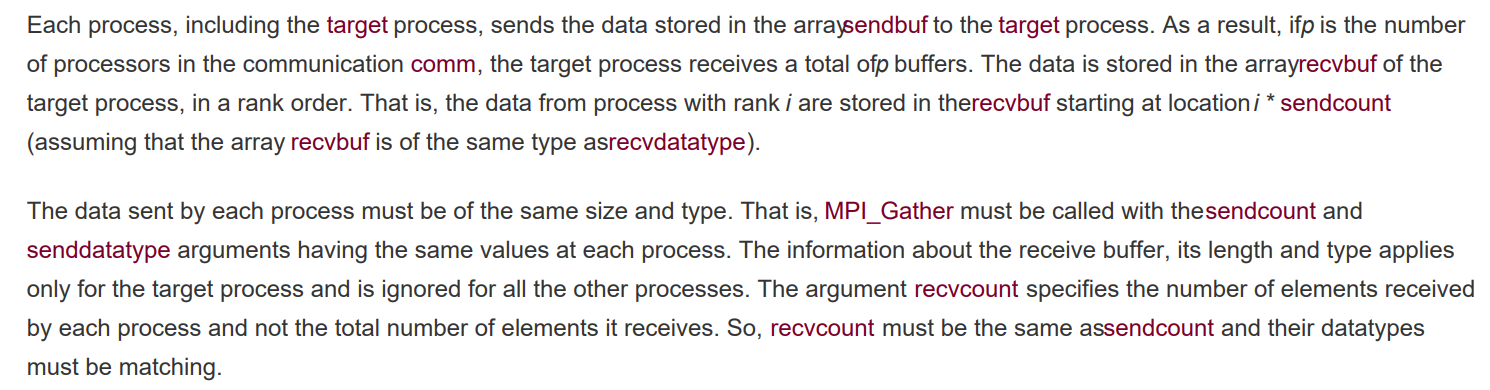 Each process, including the target process, sends the data stored in the arraysendbuf to the target process. As a result, ifp is the number
of processors in the communication comm, the target process receives a total ofp buffers. The data is stored in the arrayrecvbuf of the
target process, in a rank order. That is, the data from process with rank i are stored in therecvbuf starting at locationi * sendcount
(assuming that the array recvbuf is of the same type asrecvdatatype).
The data sent by each process must be of the same size and type. That is, MPI_Gather must be called with thesendcount and
senddatatype arguments having the same values at each process. The information about the receive buffer, its length and type applies
only for the target process and is ignored for all the other processes. The argument recvcount specifies the number of elements received
by each process and not the total number of elements it receives. So, recvcount must be the same assendcount and their datatypes
must be matching.